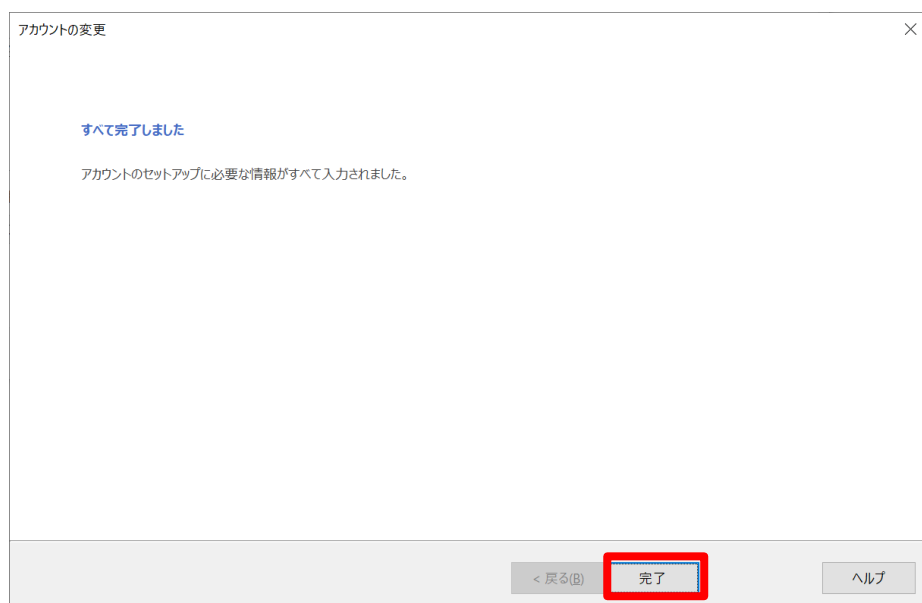 アカウントの変更
すべて完了しました
アカウントのセットアップに必要な情報がすべて入力されました。
< 戻る(B)
完了
ヘルプ